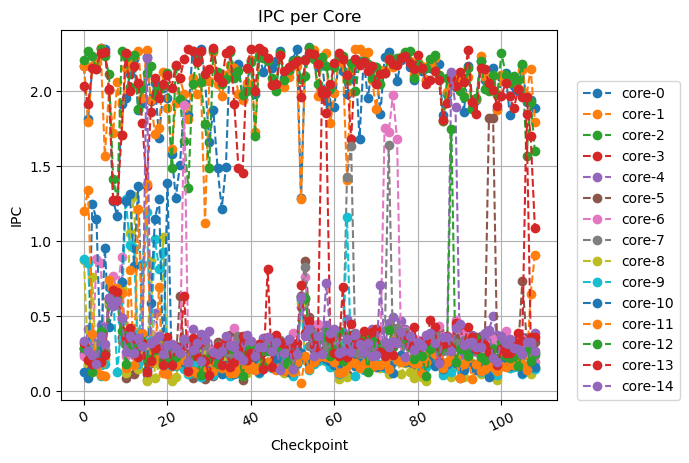 IPC per Core
IPC
2.0
1.5
1.0
0.5
0.0
0
20
40
60
80
100
Checkpoint
core-0
core-1
core-2
core-3
core-4
core-5
core-6
core-7
core-8
core-9
core-10
core-11
core-12
core-13
core-14